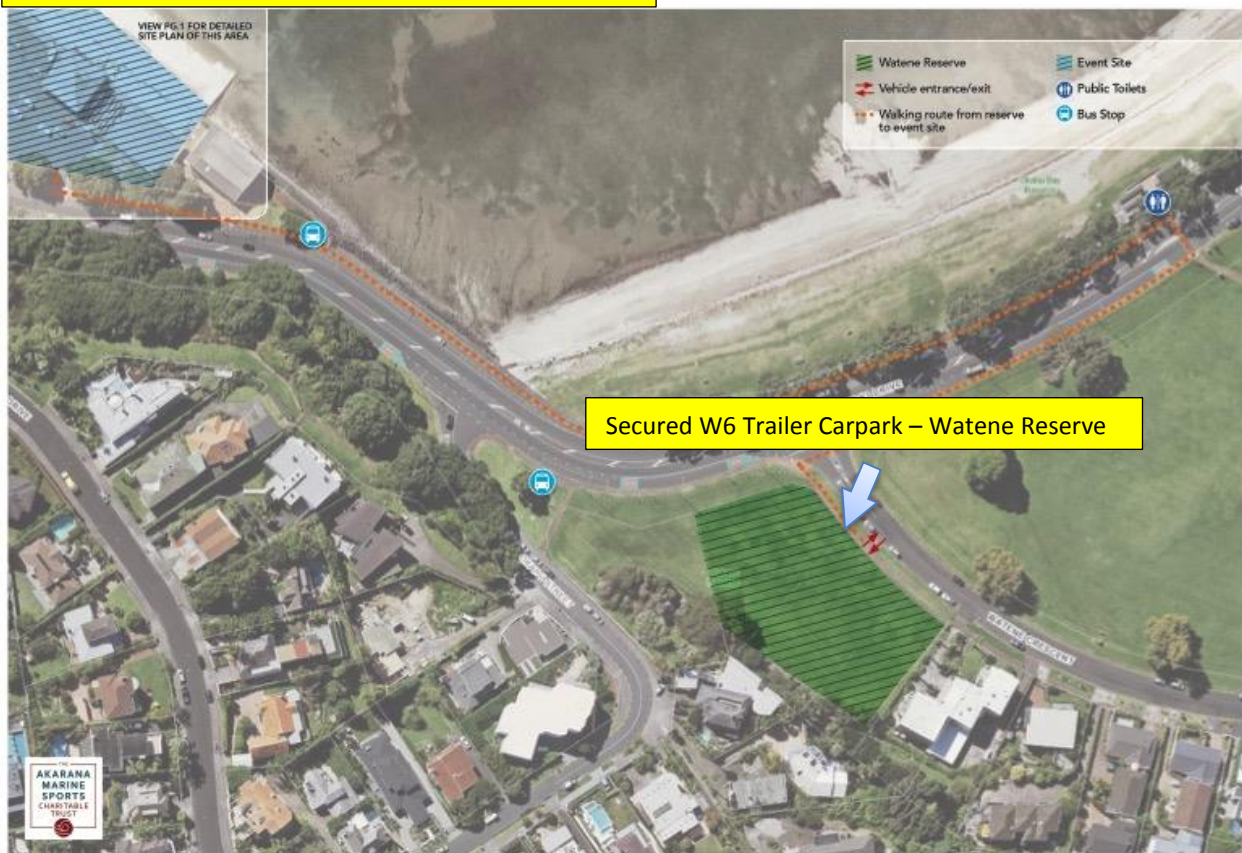 VIEW PG.1 FOR DETAILED
SITE PLAN OF THIS AREA
Watene Reserve
Vehicle entrance/exit
Walking route from reserve
to event site
Event Site
Public Toilets
Bus Stop
DRIVE
Secured W6 Trailer Carpark – Watene Reserve
WATENE CRESCENT
DRIVE
THE
AKARANA
MARINE
SPORTS
CHARITABLE
TRUST